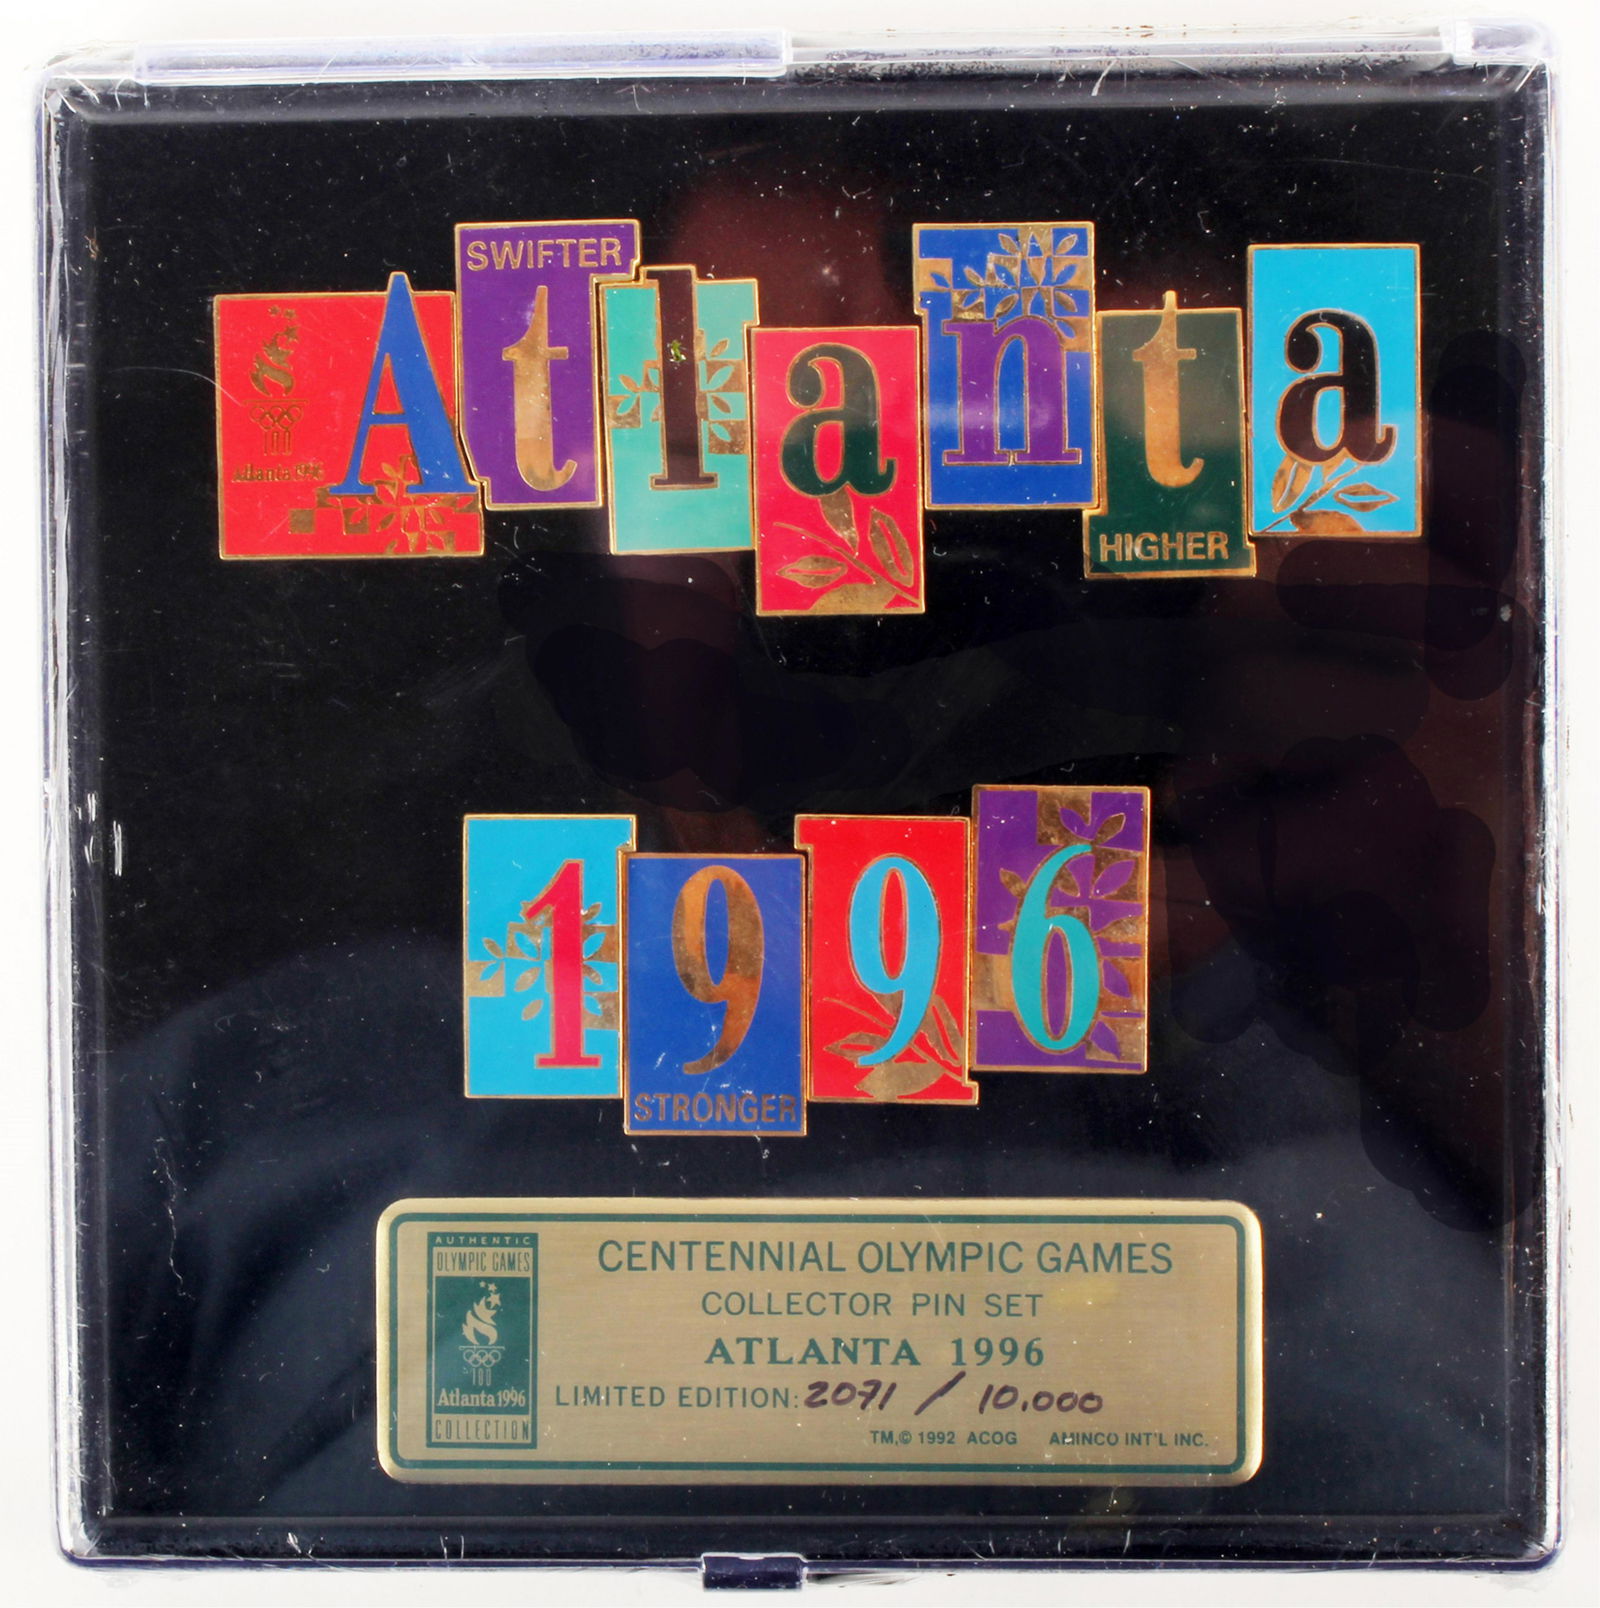 SWIFTER
Atlanta
Atlanta 1996
HIGHER
1996
STRONGER
AUTHENTIC
OLYMPIC GAMES
100
Atlanta 1996
COLLECTION
CENTENNIAL OLYMPIC GAMES
COLLECTOR PIN SET
ATLANTA 1996
LIMITED EDITION: 2071 / 10,000
TM,© 1992 ACOG AMINCO INT'L INC.